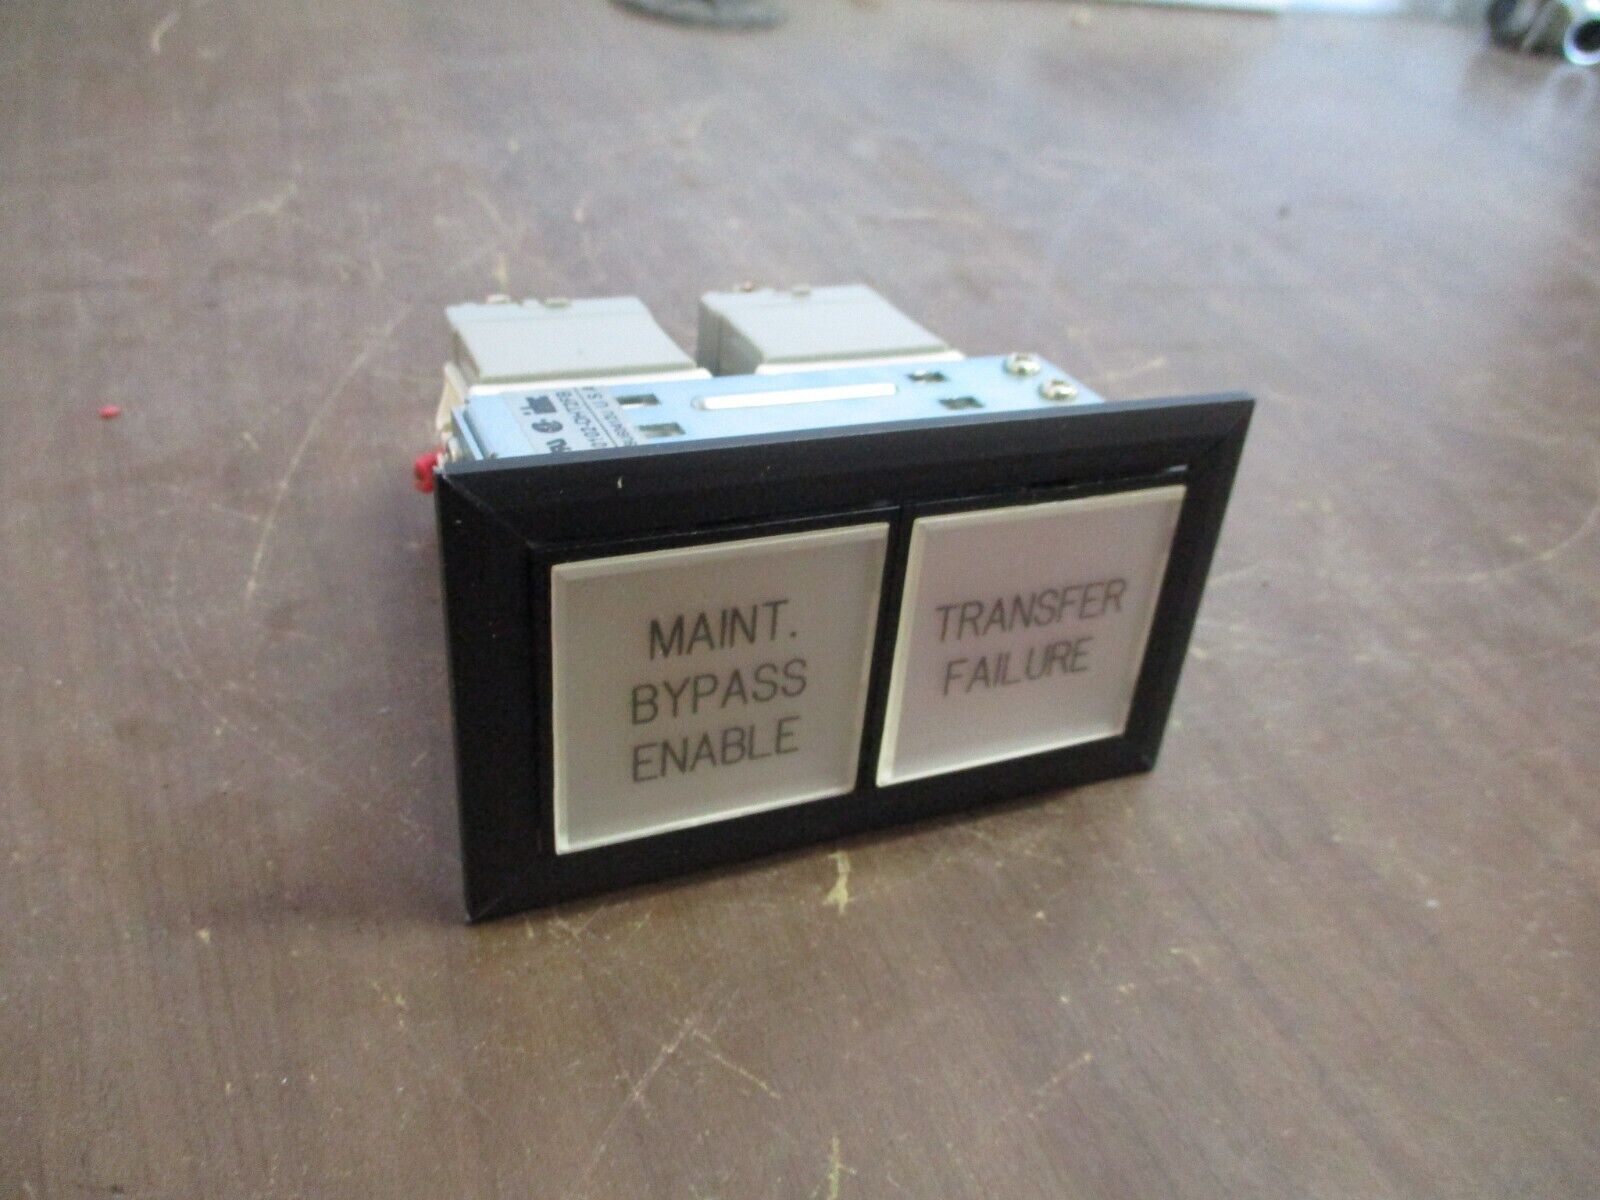 MAINT.
BYPASS
ENABLE
TRANSFER
FAILURE